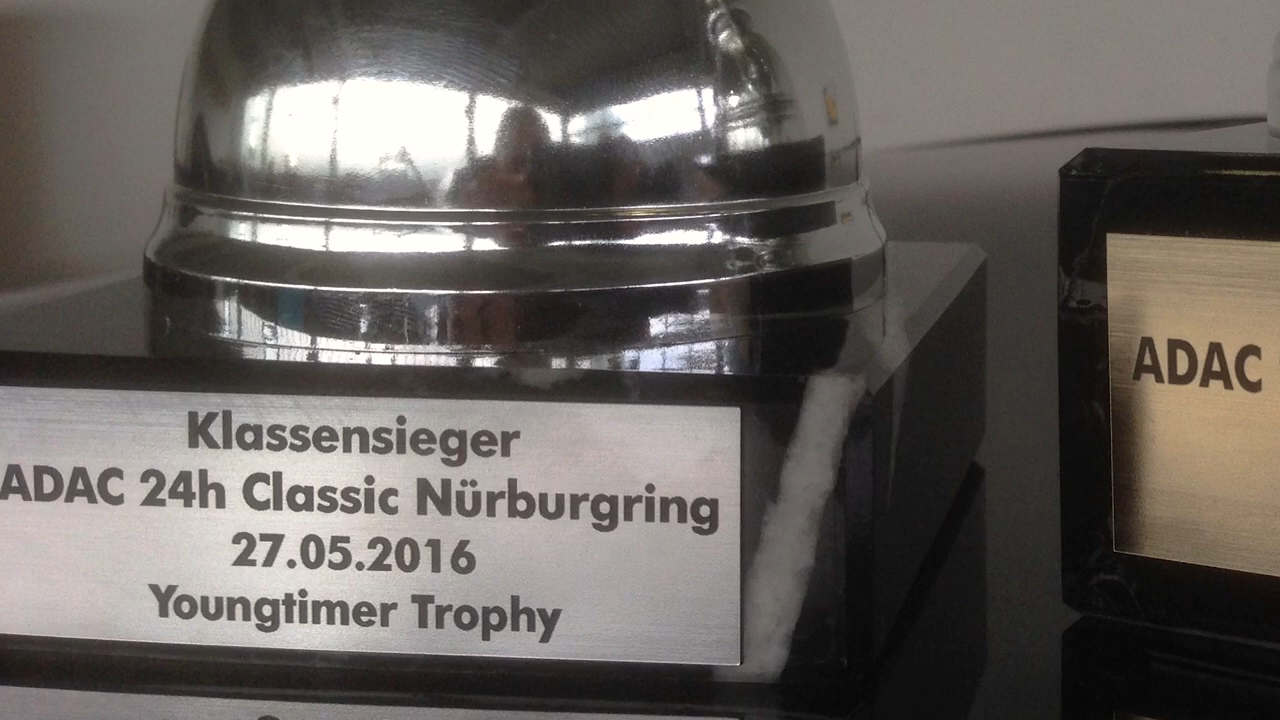 Klassensieger
ADAC 24h Classic Nürburgring
27.05.2016
Youngtimer Trophy
ADAC